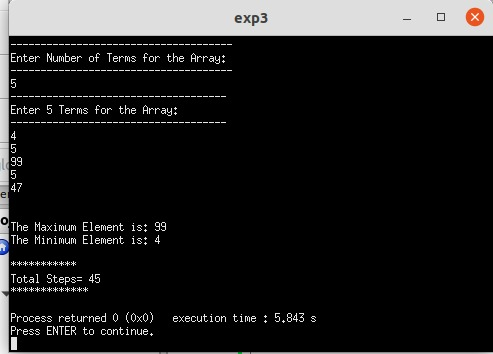 exp3
-----------------------------------
Enter Number of Terms for the Array:
-----------------------------------
5
----------------------------------
Enter 5 Terms for the Array:
----------------------------------
4
5
99
5
47
The Maximum Element is: 99
The Minimum Element is: 4
***********
Total Steps= 45
*************
Process returned 0 (0x0)   execution time : 5.843 s
Press ENTER to continue.